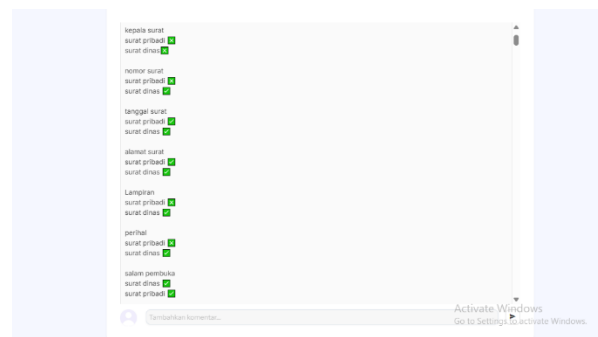 kepala surat
surat pribadi ❎
surat dinas❎
nomor surat
surat pribadi ❎
surat dinas ✅
tanggal surat
surat pribadi ✅
surat dinas ✅
alamat surat
surat pribadi ✅
surat dinas ✅
Lampiran
surat pribadi ❎
surat dinas ✅
perihal
surat pribadi ❎
surat dinas ✅
salam pembuka
surat dinas ✅
surat pribadi ✅
Tambahkan komentar...
Activate Windows
Go to Settings to activate Windows.